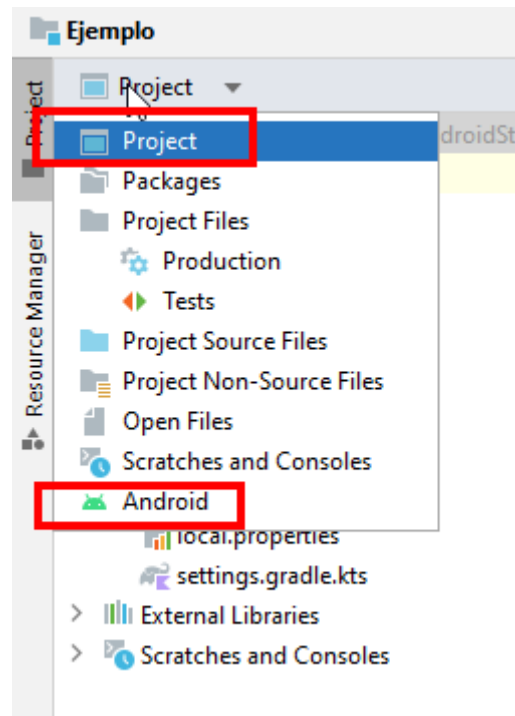 Ejemplo
Project
Project
Project
droidSt
Packages
Project Files
Production
Tests
Project Source Files
Resource Manager
Project Non-Source Files
Open Files
Scratches and Consoles
Android
local.properties
settings.gradle.kts
External Libraries
Scratches and Consoles